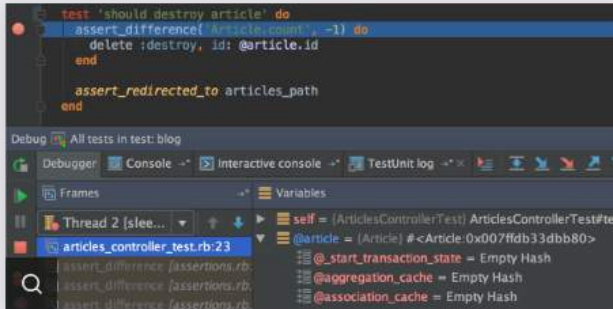 test 'should destroy article' do
assert_difference('Article.count', -1) do
delete :destroy, id: @article.id
end
assert_redirected_to articles_path
end
Debug All tests in test: blog
Debugger Console Interactive console TestUnit log
Frames Variables
Thread 2 [slee... self = (ArticlesControllerTest) ArticlesControllerTest#te
articles_controller_test.rb:23 @article = (Article) #<Article:0x007ffdb33dbb80>
assert_difference [assertions.rb. @_start_transaction_state = Empty Hash
assert_difference [assertions.rb. @aggregation_cache = Empty Hash
assert_difference [assertions.rb. @association_cache = Empty Hash